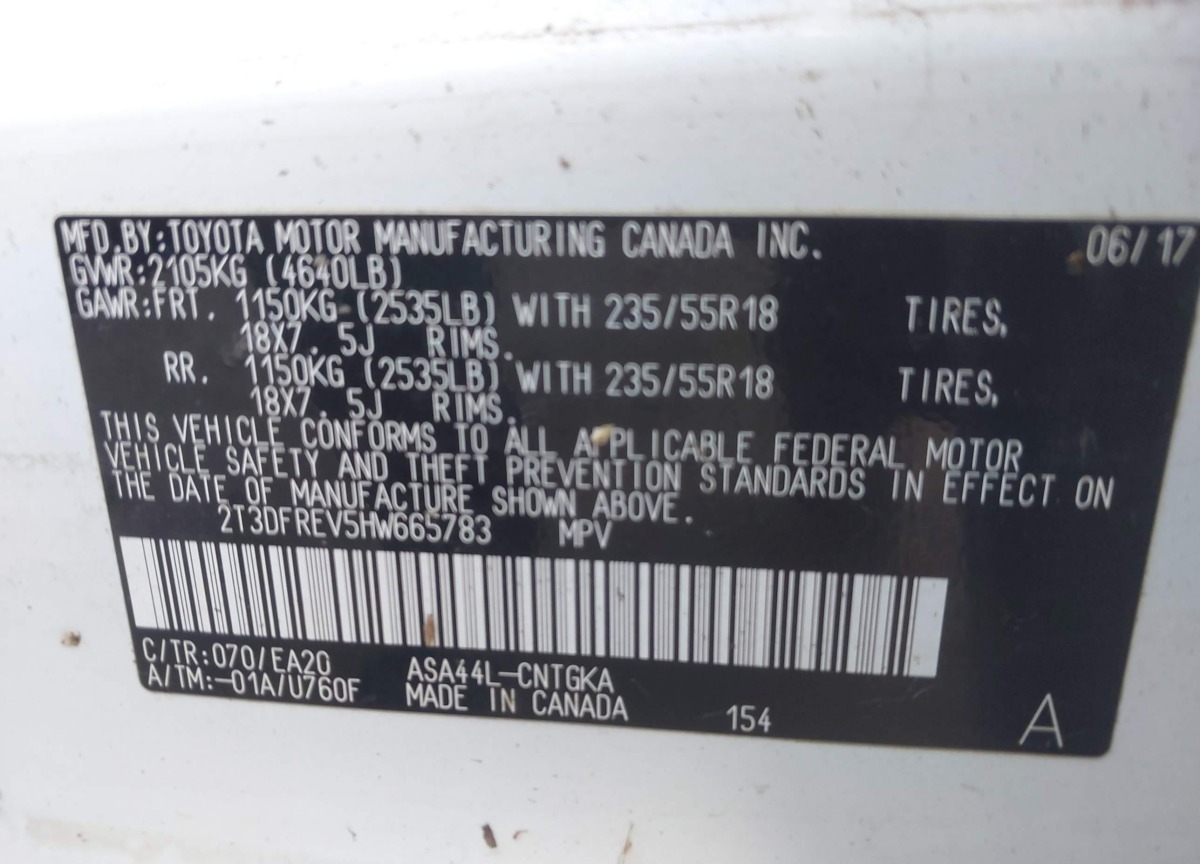 MFD.BY:TOYOTA MOTOR MANUFACTURING CANADA INC. 06/17
GVWR:2105KG (4640LB)
GAWR:FRT. 1150KG (2535LB) WITH 235/55R18 TIRES,
18X7.5J RIMS.
RR. 1150KG (2535LB) WITH 235/55R18 TIRES,
18X7.5J RIMS.
THIS VEHICLE CONFORMS TO ALL APPLICABLE FEDERAL MOTOR
VEHICLE SAFETY AND THEFT PREVENTION STANDARDS IN EFFECT ON
THE DATE OF MANUFACTURE SHOWN ABOVE.
2T3DFREV5HW665783 MPV
C/TR:070/EA20 ASA44L-CNTGKA
A/TM:-01A/U760F MADE IN CANADA 154 A